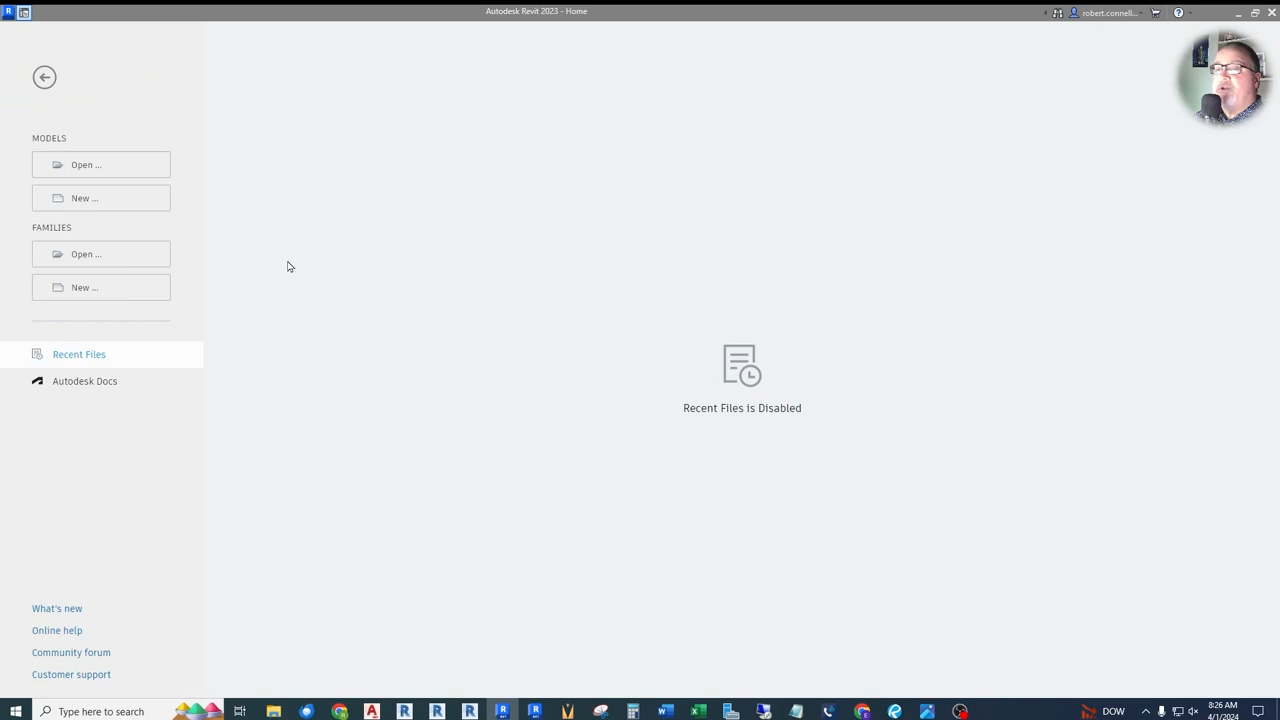 Autodesk Revit 2023 - Home
robert.connell...
MODELS
Open ...
New ...
FAMILIES
Open ...
New ...
Recent Files
Autodesk Docs
Recent Files is Disabled
What's new
Online help
Community forum
Customer support
Type here to search
DOW
8:26 AM
4/1/2024